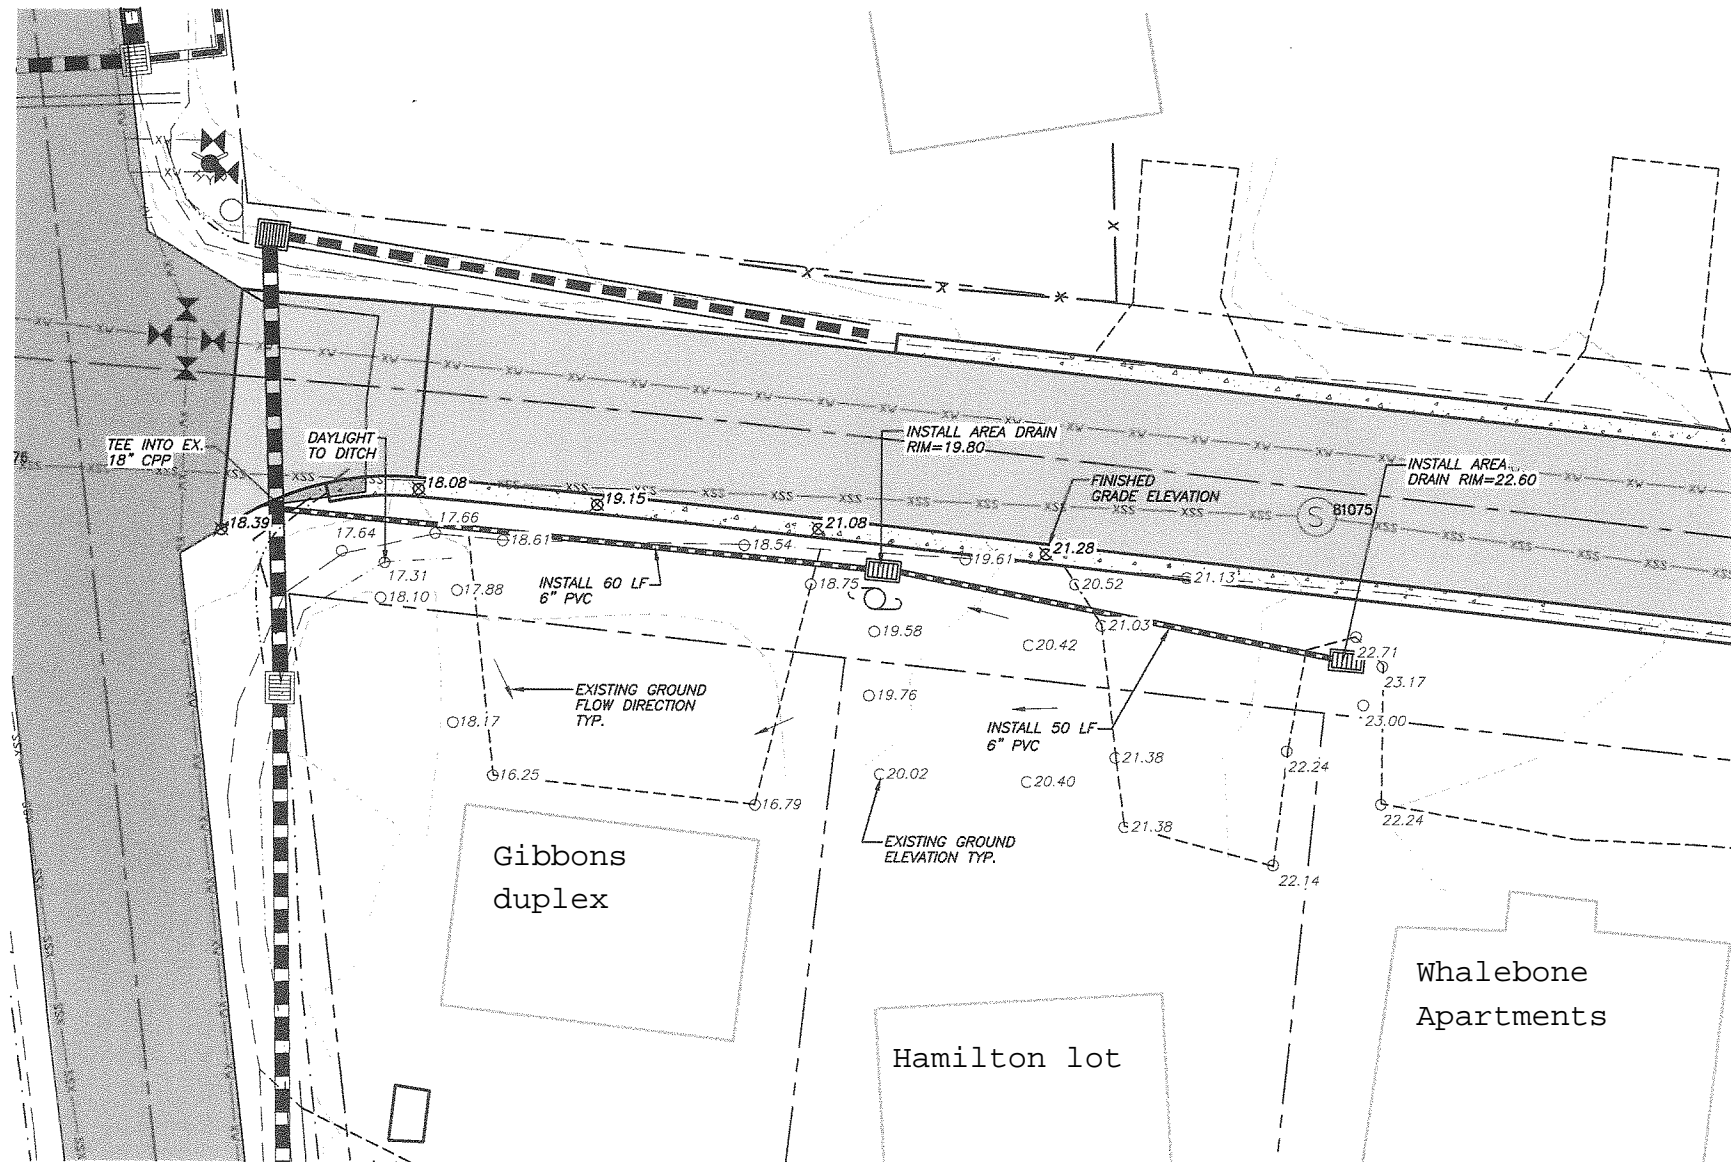 INSTALL AREA DRAIN
RIM=19.80
TEE INTO EX.
18" CPP
DAYLIGHT
TO DITCH
INSTALL AREA
DRAIN RIM=22.60
FINISHED
GRADE ELEVATION
76
18.08
19.15
S
81075
18.39
17.66
21.08
17.64
18.61
18.54
21.28
19.61
17.31
INSTALL 60 LF
6" PVC
18.75
20.52
21.13
17.88
18.10
19.58
21.03
20.42
22.71
23.17
EXISTING GROUND
FLOW DIRECTION
TYP.
19.76
23.00
18.17
INSTALL 50 LF
6" PVC
21.38
22.24
16.25
20.02
20.40
16.79
21.38
22.24
EXISTING GROUND
ELEVATION TYP.
22.14
Gibbons
duplex
Whalebone
Apartments
Hamilton lot